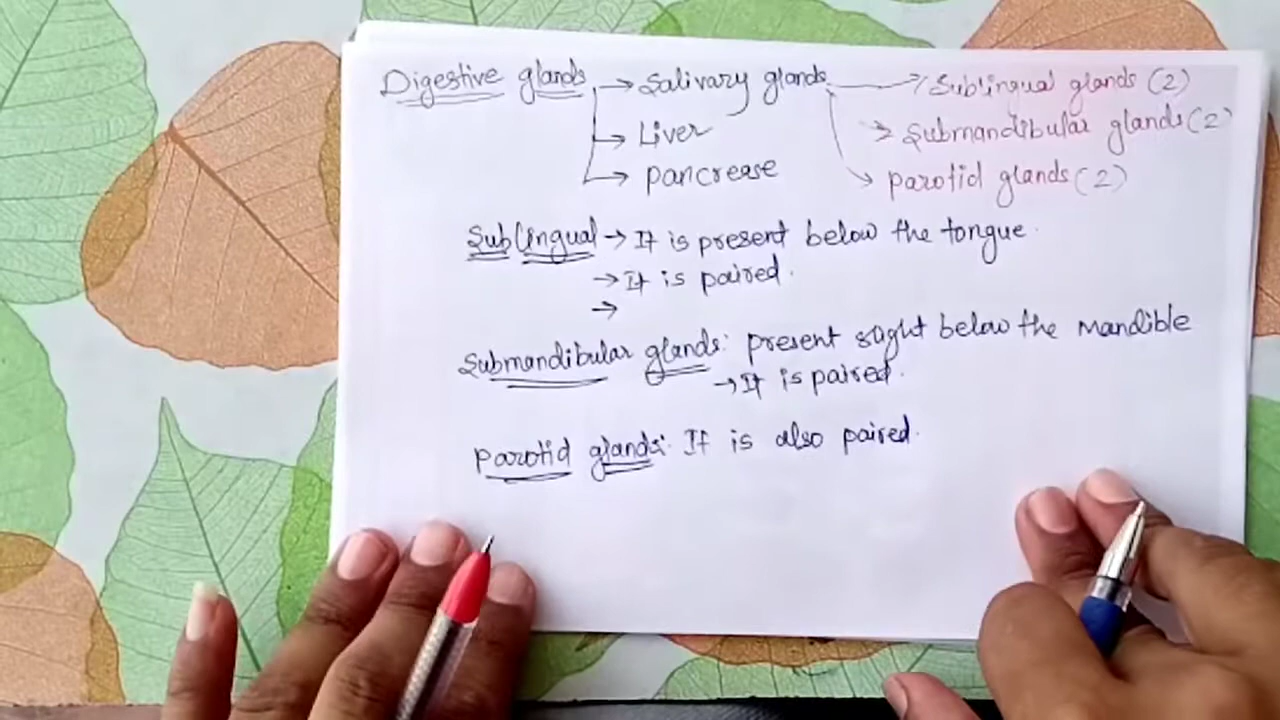 Digestive glands → Salivary glands → Sublingual glands (2)
→ Liver → Submandibular glands (2)
→ pancrease → parotid glands (2)
Sublingual → It is present below the tongue.
→ It is paired.
→
Submandibular glands: present right below the Mandible
→ It is paired.
parotid glands: It is also paired.